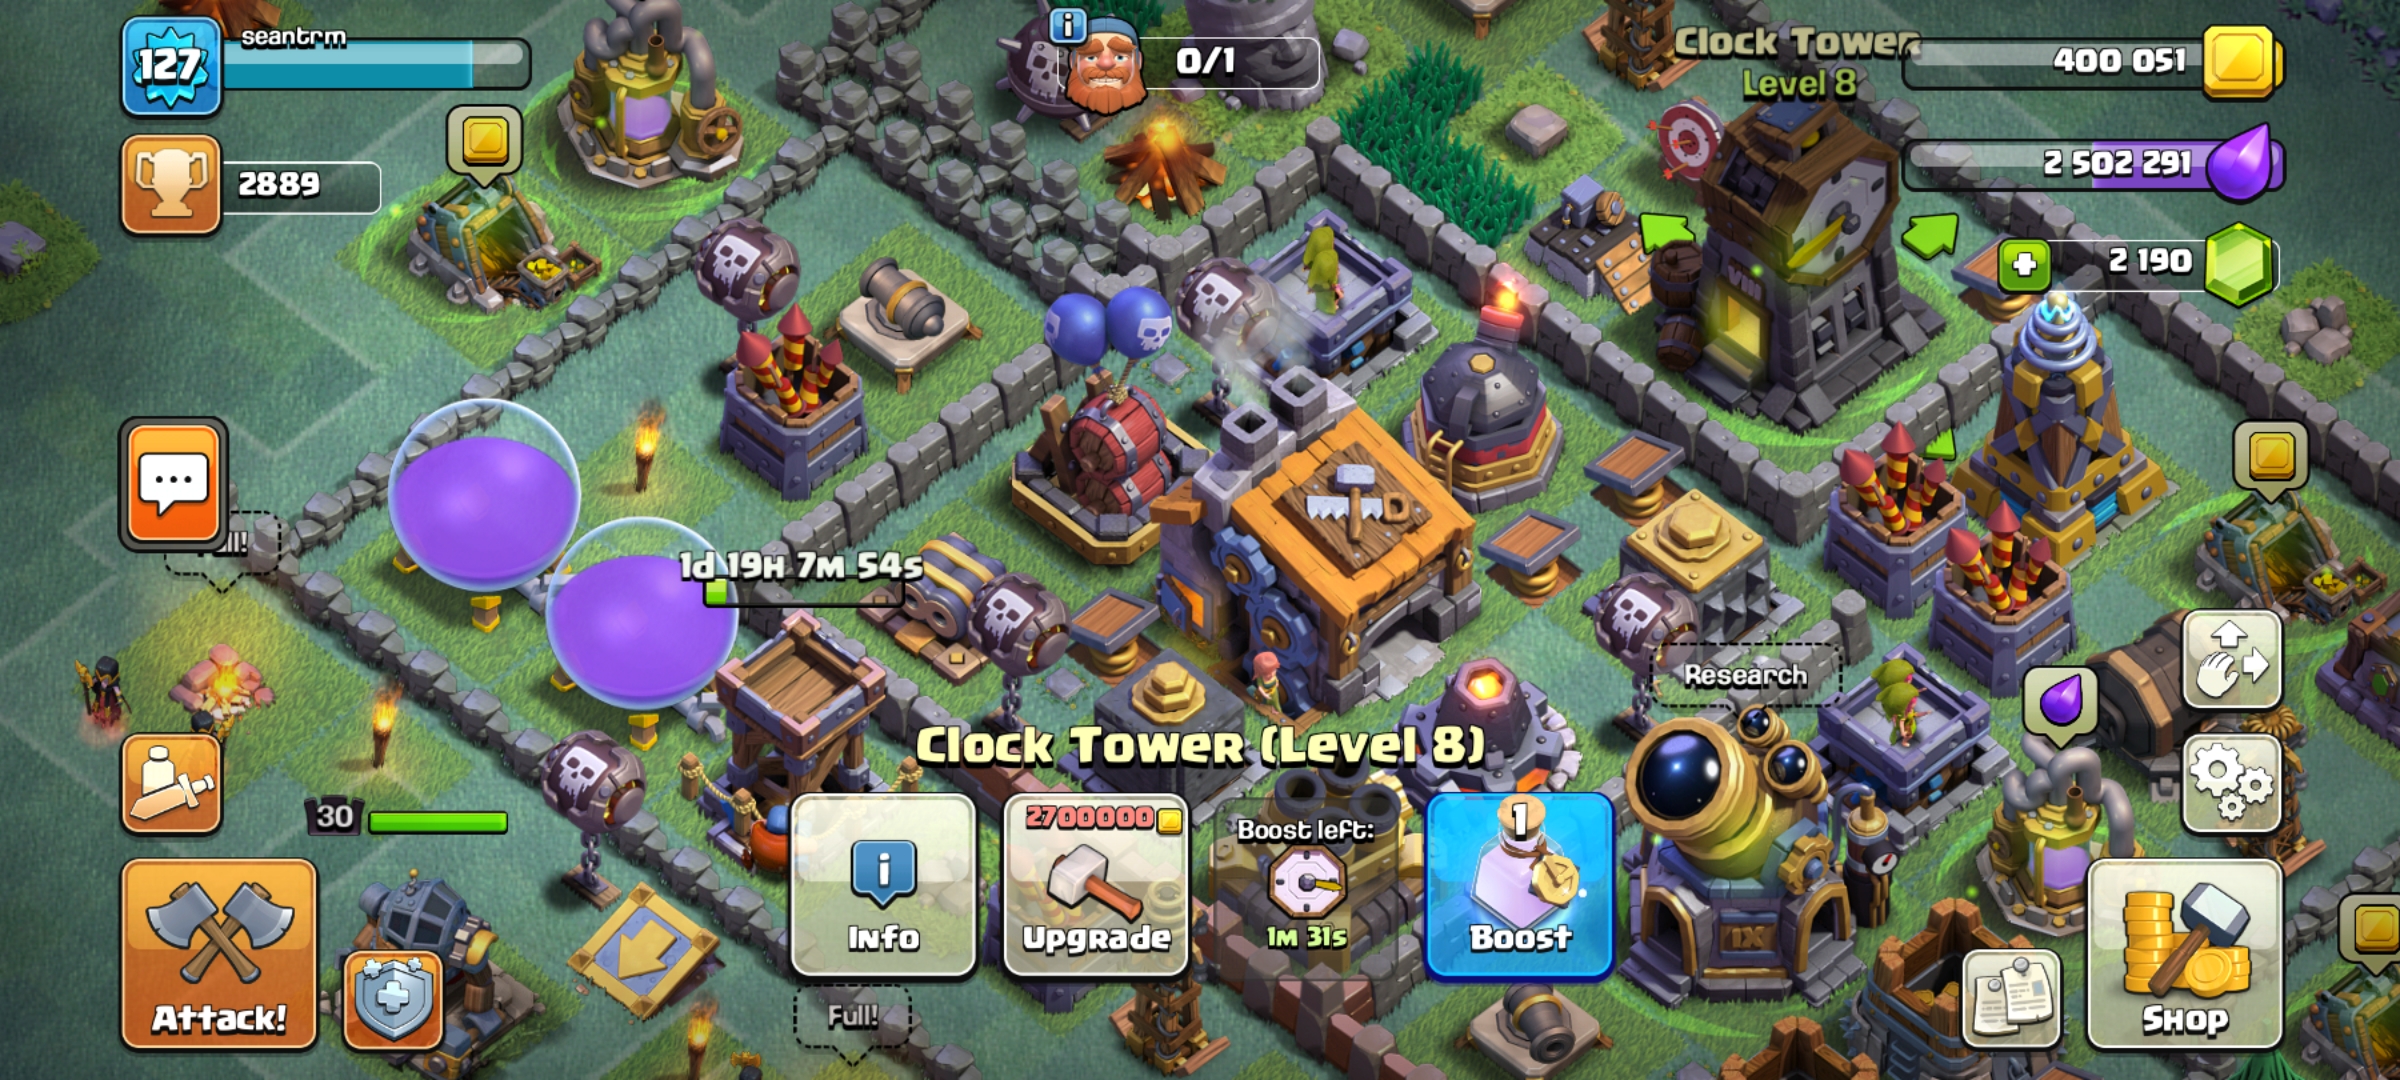 127
seantrm
0/1
Clock Tower
Level 8
400 051
2889
2 502 291
2 190
VIII
1d 19H 7M 54s
Research
Clock Tower (Level 8)
30
2700000
Boost left:
1
Info
Upgrade
1M 31s
Boost
IX
Attack!
Full!
Shop